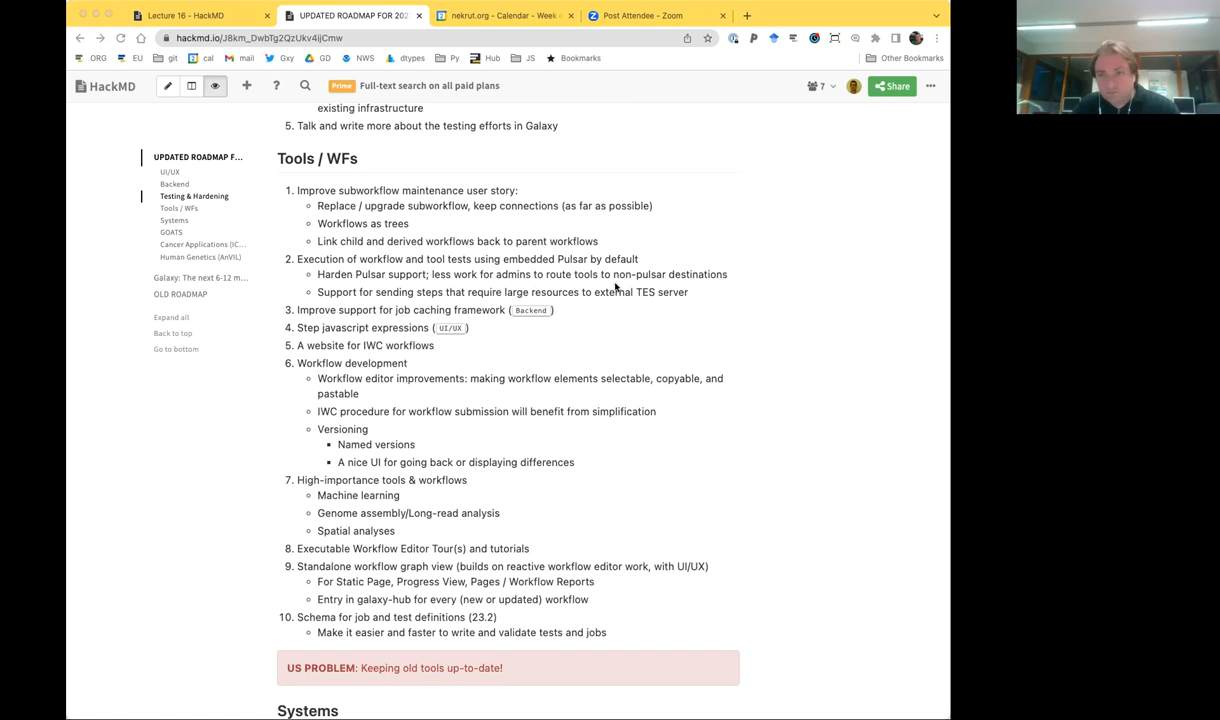 Lecture 16 - HackMD
UPDATED ROADMAP FOR 202
nekrut.org - Calendar - Week
Post Attendee - Zoom
hackmd.io/J8km_DwbTg2QzUkv4ijCmw
ORG
EU
git
cal
mail
Gxy
GD
NWS
dtypes
Py
Hub
JS
Bookmarks
Other Bookmarks
HackMD
Prime Full-text search on all paid plans
7
Share
UPDATED ROADMAP F...
UI/UX
Backend
Testing & Hardening
Tools / WFs
Systems
GOATS
Cancer Applications (IC...
Human Genetics (AnVIL)
Galaxy: The next 6-12 m...
OLD ROADMAP
Expand all
Back to top
Go to bottom
existing infrastructure
5. Talk and write more about the testing efforts in Galaxy
Tools / WFs
1. Improve subworkflow maintenance user story:
Replace / upgrade subworkflow, keep connections (as far as possible)
Workflows as trees
Link child and derived workflows back to parent workflows
2. Execution of workflow and tool tests using embedded Pulsar by default
Harden Pulsar support; less work for admins to route tools to non-pulsar destinations
Support for sending steps that require large resources to external TES server
3. Improve support for job caching framework ( Backend )
4. Step javascript expressions ( UI/UX )
5. A website for IWC workflows
6. Workflow development
Workflow editor improvements: making workflow elements selectable, copyable, and
pastable
IWC procedure for workflow submission will benefit from simplification
Versioning
Named versions
A nice UI for going back or displaying differences
7. High-importance tools & workflows
Machine learning
Genome assembly/Long-read analysis
Spatial analyses
8. Executable Workflow Editor Tour(s) and tutorials
9. Standalone workflow graph view (builds on reactive workflow editor work, with UI/UX)
For Static Page, Progress View, Pages / Workflow Reports
Entry in galaxy-hub for every (new or updated) workflow
10. Schema for job and test definitions (23.2)
Make it easier and faster to write and validate tests and jobs
US PROBLEM: Keeping old tools up-to-date!
Systems